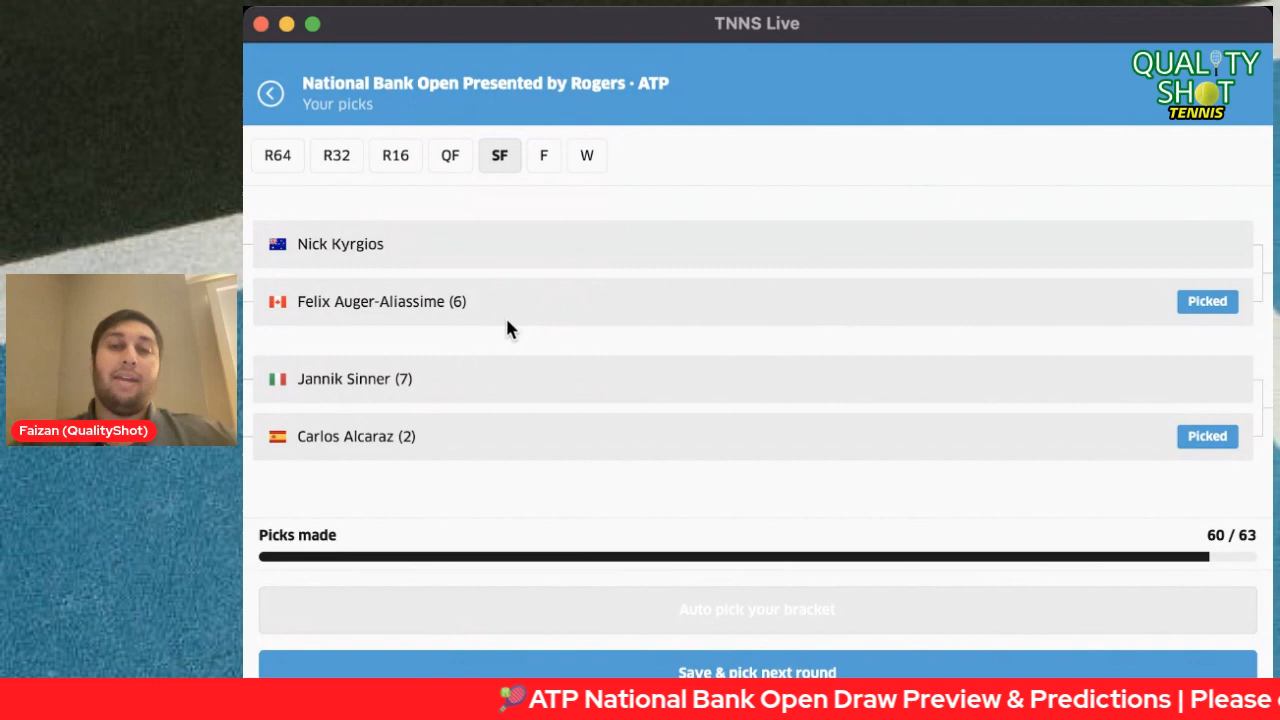 TNNS Live
QUALITY
SHOT
TENNIS
National Bank Open Presented by Rogers · ATP
Your picks
R64 R32 R16 QF SF F W
Nick Kyrgios
Felix Auger-Aliassime (6) Picked
Jannik Sinner (7)
Carlos Alcaraz (2) Picked
Faizan (QualityShot)
Picks made 60 / 63
Auto pick your bracket
Save & pick next round
ATP National Bank Open Draw Preview & Predictions | Please